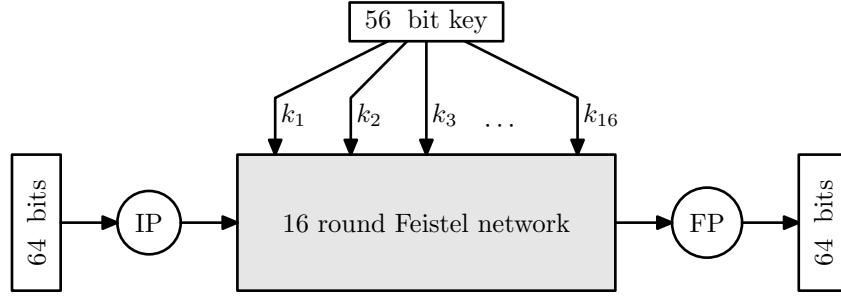 56 bit key
k₁ k₂ k₃ ... k₁₆
64 bits
IP
16 round Feistel network
FP
64 bits